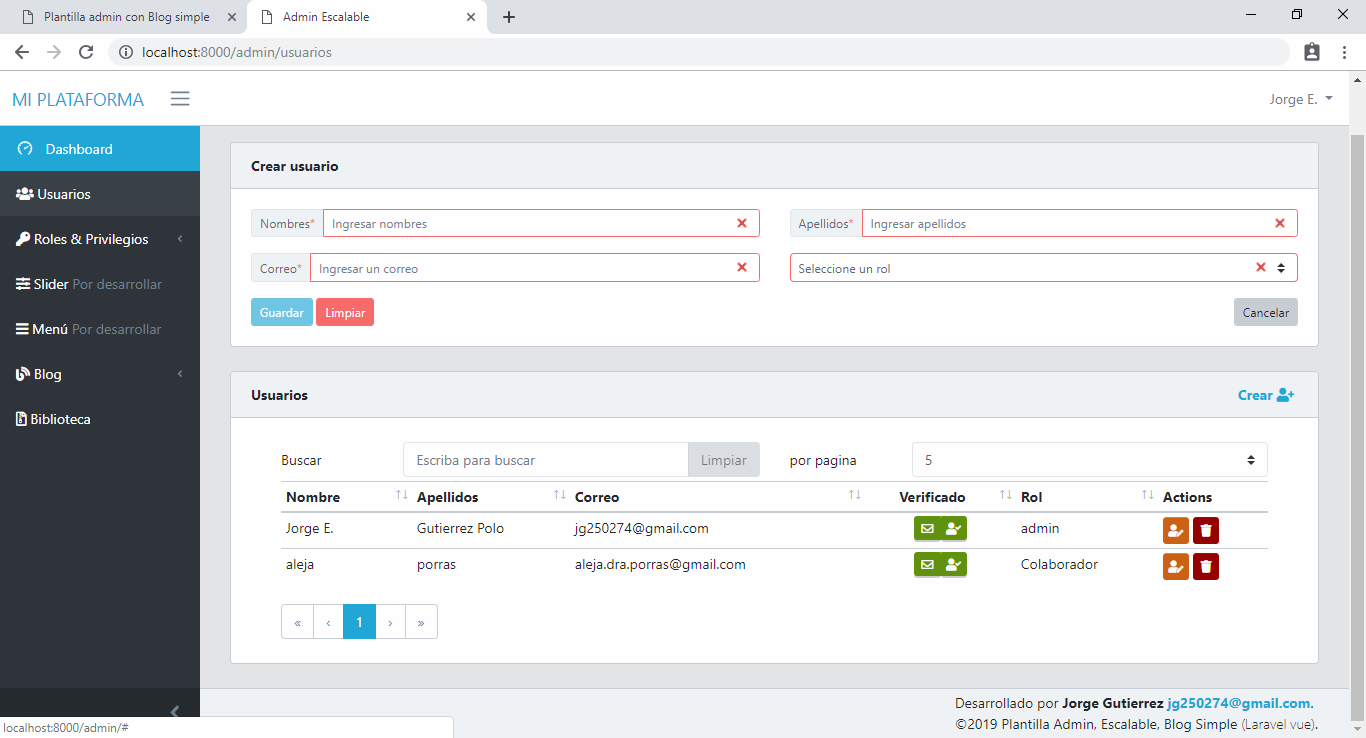 Plantilla admin con Blog simple
Admin Escalable
localhost:8000/admin/usuarios
MI PLATAFORMA
Jorge E.
Dashboard
Usuarios
Roles & Privilegios
Slider Por desarrollar
Menú Por desarrollar
Blog
Biblioteca
Crear usuario
Nombres* Ingresar nombres
Apellidos* Ingresar apellidos
Correo* Ingresar un correo
Seleccione un rol
Guardar Limpiar Cancelar
Usuarios Crear
Buscar Escriba para buscar Limpiar por pagina 5
Nombre Apellidos Correo Verificado Rol Actions
Jorge E. Gutierrez Polo jg250274@gmail.com admin
aleja porras aleja.dra.porras@gmail.com Colaborador
« ‹ 1 › »
Desarrollado por Jorge Gutierrez jg250274@gmail.com.
©2019 Plantilla Admin, Escalable, Blog Simple (Laravel vue).
localhost:8000/admin/#